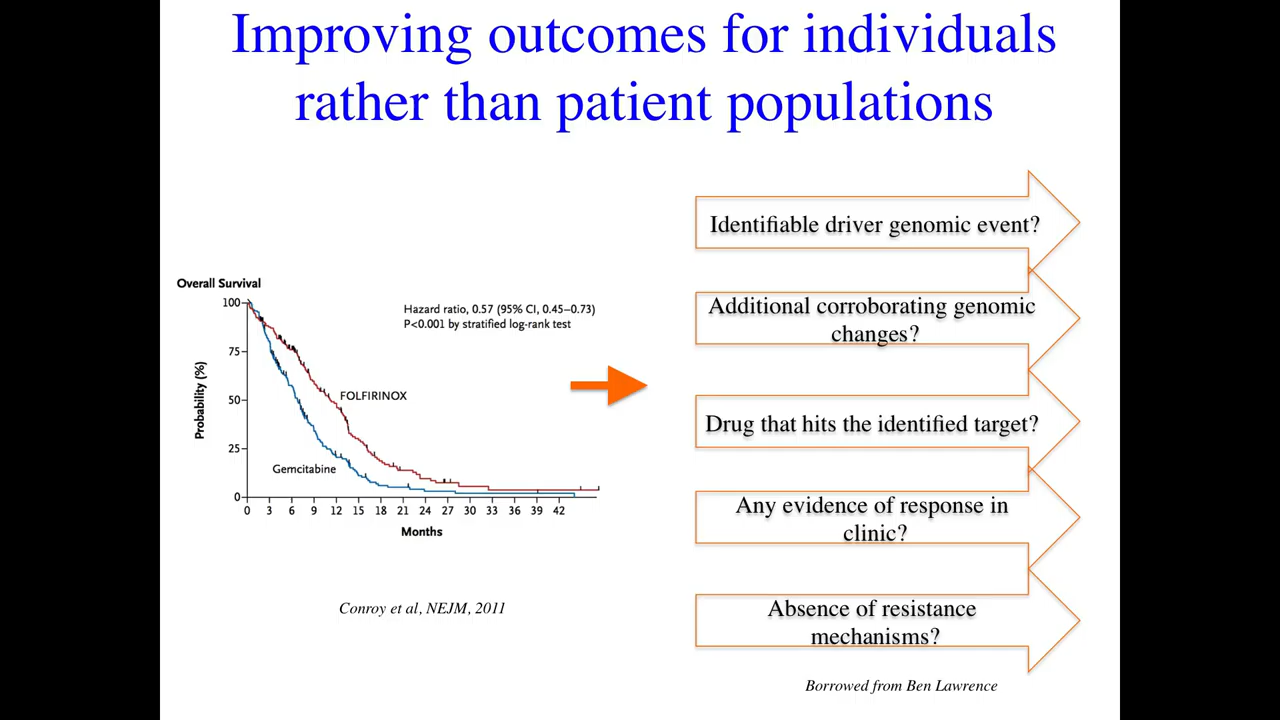 Improving outcomes for individuals
rather than patient populations
Overall Survival
Hazard ratio, 0.57 (95% CI, 0.45–0.73)
P<0.001 by stratified log-rank test
Probability (%)
100
75
50
25
0
FOLFIRINOX
Gemcitabine
0 3 6 9 12 15 18 21 24 27 30 33 36 39 42
Months
Conroy et al, NEJM, 2011
Identifiable driver genomic event?
Additional corroborating genomic
changes?
Drug that hits the identified target?
Any evidence of response in
clinic?
Absence of resistance
mechanisms?
Borrowed from Ben Lawrence